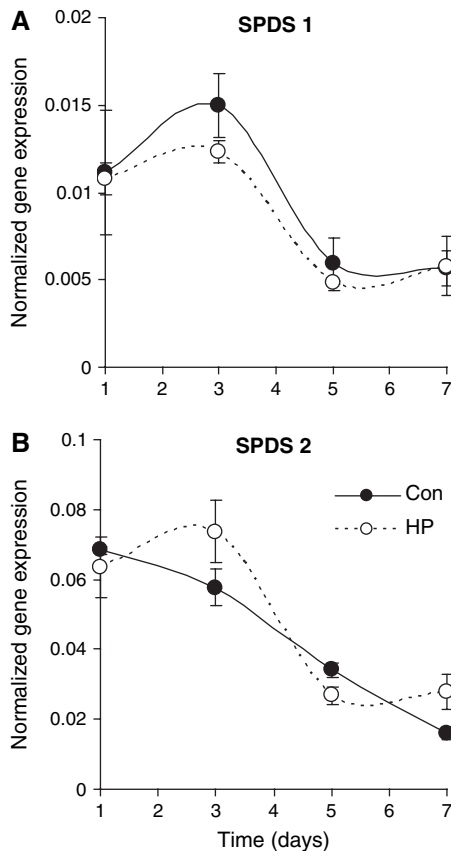 A
SPDS 1
Normalized gene expression
0.02
0.015
0.01
0.005
0
1 2 3 4 5 6 7
B
SPDS 2
Normalized gene expression
0.1
0.08
0.06
0.04
0.02
0
Con
HP
1 2 3 4 5 6 7
Time (days)